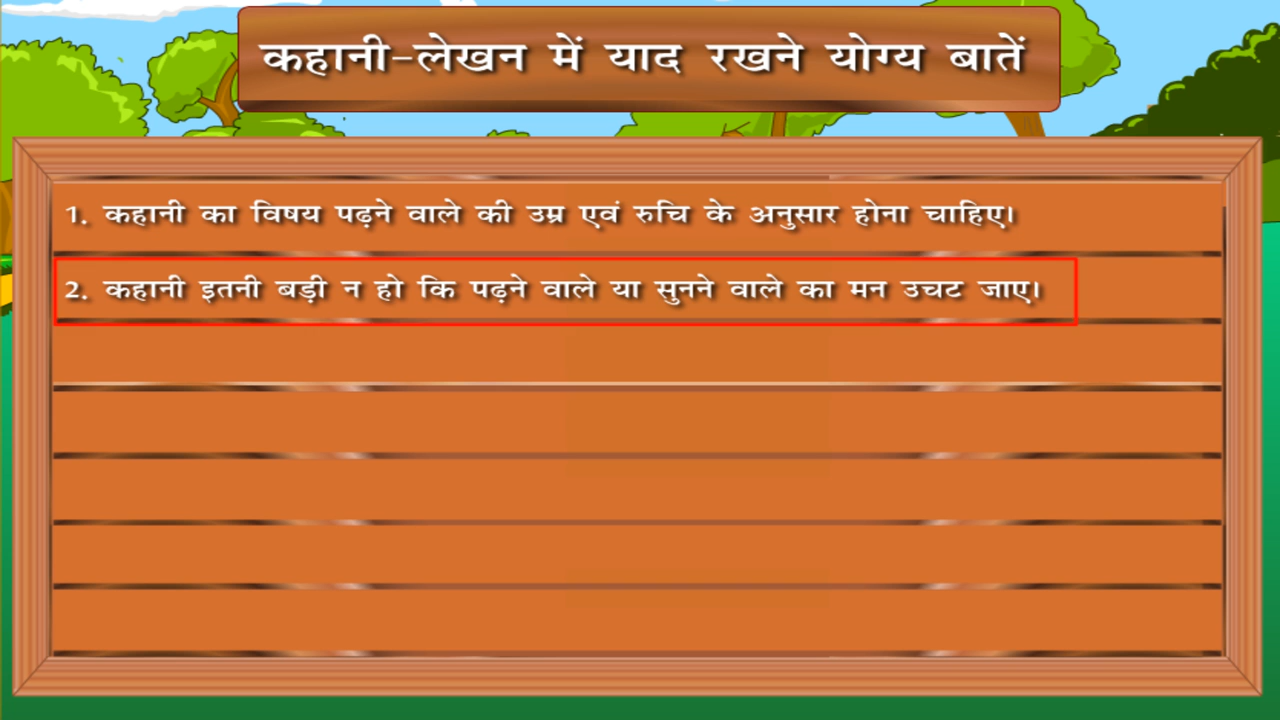 कहानी-लेखन में याद रखने योग्य बातें
1. कहानी का विषय पढ़ने वाले की उम्र एवं रुचि के अनुसार होना चाहिए।
2. कहानी इतनी बड़ी न हो कि पढ़ने वाले या सुनने वाले का मन उचट जाए।